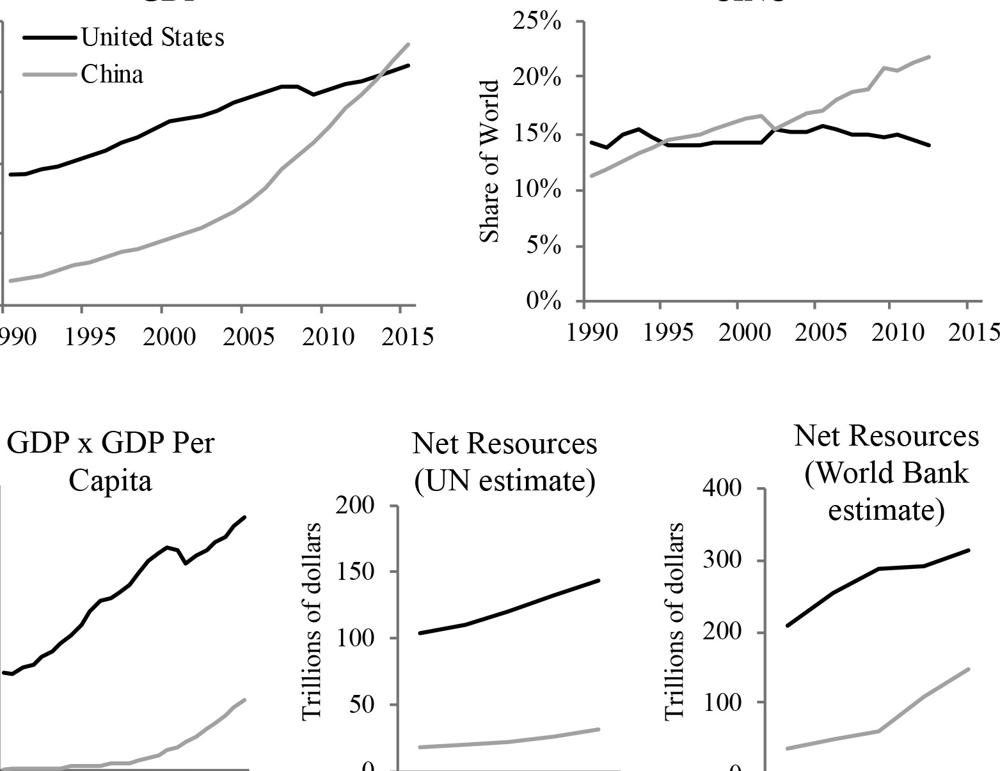 United States
China
1995
2000
2005
2010
2015
25%
20%
15%
10%
5%
0%
Share of World
1990
1995
2000
2005
2010
2015
GDP x GDP Per
Capita
Net Resources
(UN estimate)
200
150
100
50
Trillions of dollars
Net Resources
(World Bank
estimate)
400
300
200
100
Trillions of dollars